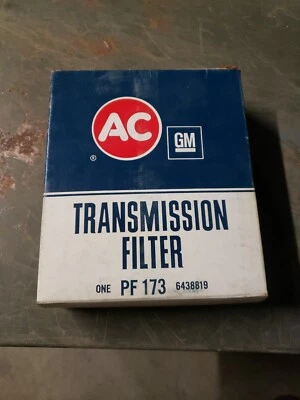 AC
®
GM
TRANSMISSION
FILTER
ONE PF 173 6438819